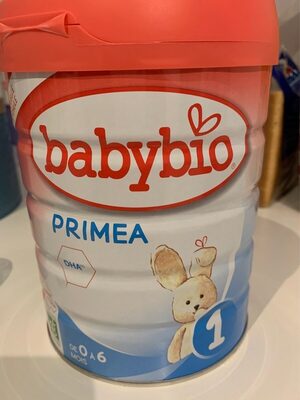 babybio
PRIMEA
DHA
1
DE 0 À 6
MOIS